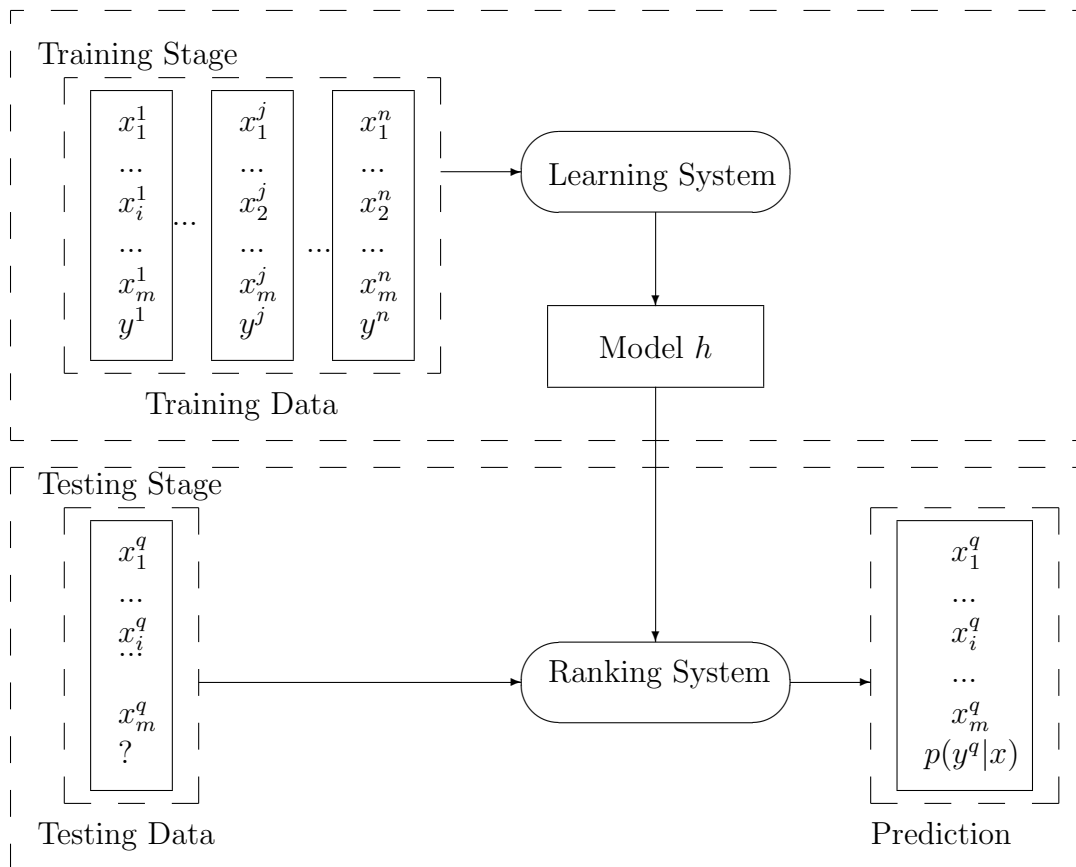 Training Stage
x_1^1
...
x_i^1
...
x_m^1
y^1
...
x_1^j
...
x_2^j
...
x_m^j
y^j
...
x_1^n
...
x_2^n
...
x_m^n
y^n
Training Data
Learning System
Model h
Testing Stage
x_1^q
...
x_i^q
...
x_m^q
?
Testing Data
Ranking System
x_1^q
...
x_i^q
...
x_m^q
p(y^q|x)
Prediction